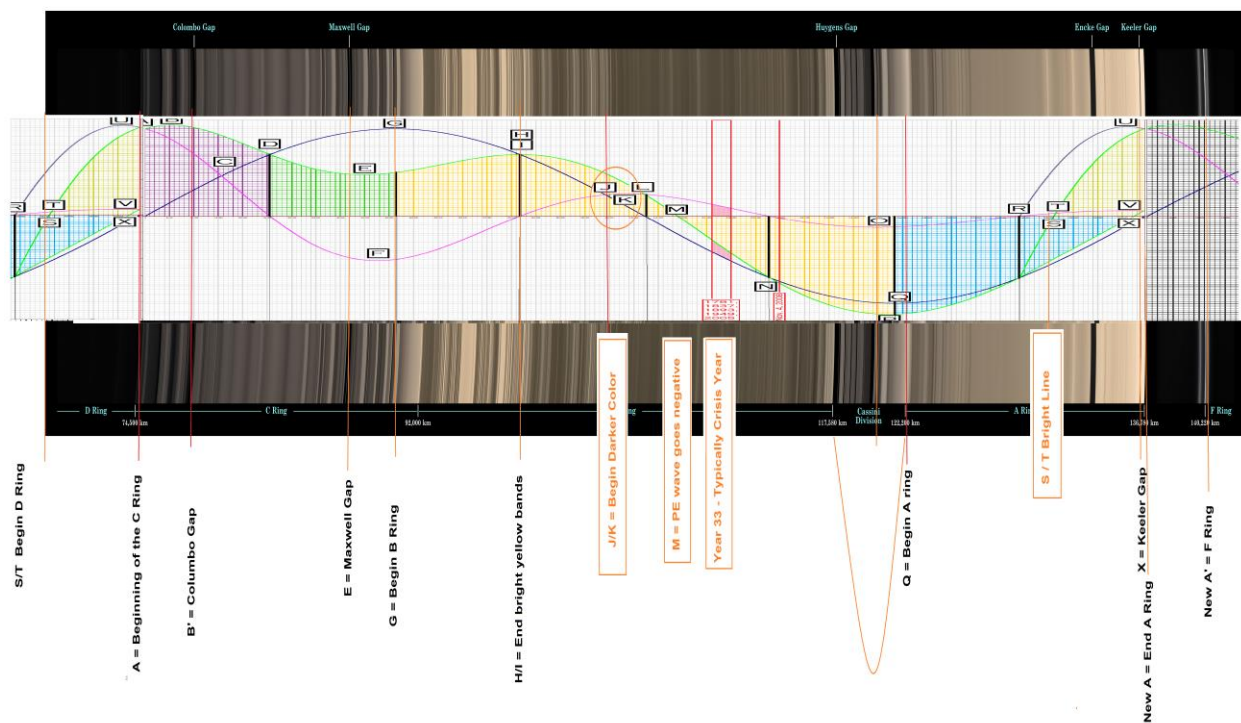 Colombo Gap
Maxwell Gap
Huygens Gap
Encke Gap
Keeler Gap
U
D
G
H
I
U
R
T
V
S
X
C
D
E
F
J
K
L
M
N
O
Q
R
T
V
S
X
D Ring
C Ring
Cassini
Division
A Ring
F Ring
74,500 km
92,000 km
117,580 km
122,200 km
140,220 km
S/T Begin D Ring
A = Beginning of the C Ring
B' = Columbo Gap
E = Maxwell Gap
G = Begin B Ring
H/I = End bright yellow bands
J/K = Begin Darker Color
M = PE wave goes negative
Year 33 - Typically Crisis Year
Q = Begin A ring
S / T Bright Line
X = Keeler Gap
New A = End A Ring
New A' = F Ring